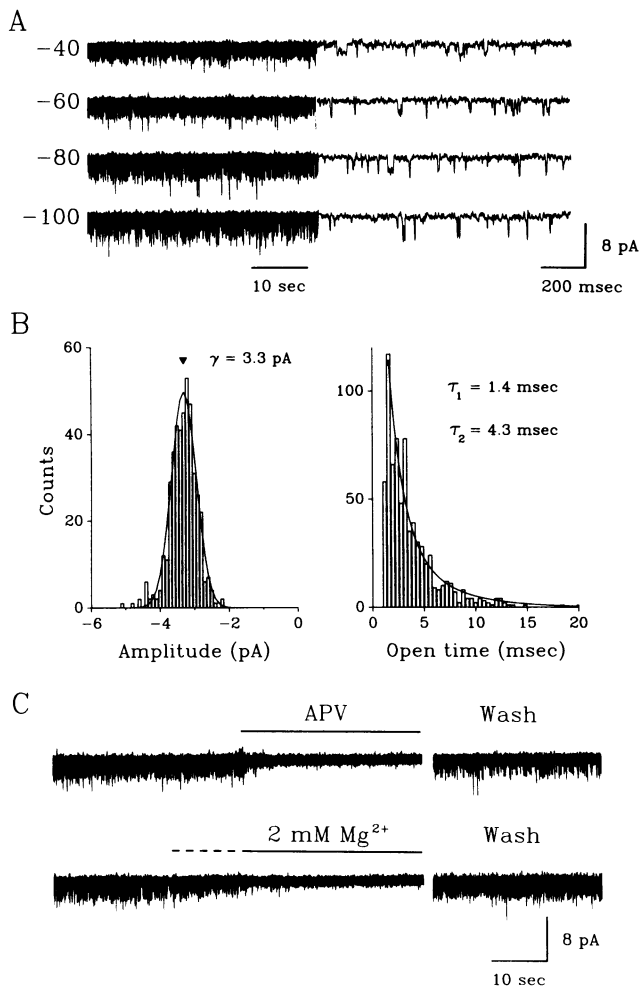 A
−40
−60
−80
−100
8 pA
10 sec
200 msec
B
60
40
20
0
Counts
γ = 3.3 pA
−6
−4
−2
0
Amplitude (pA)
100
50
0
τ1 = 1.4 msec
τ2 = 4.3 msec
0
5
10
15
20
Open time (msec)
C
APV
Wash
2 mM Mg²⁺
Wash
8 pA
10 sec